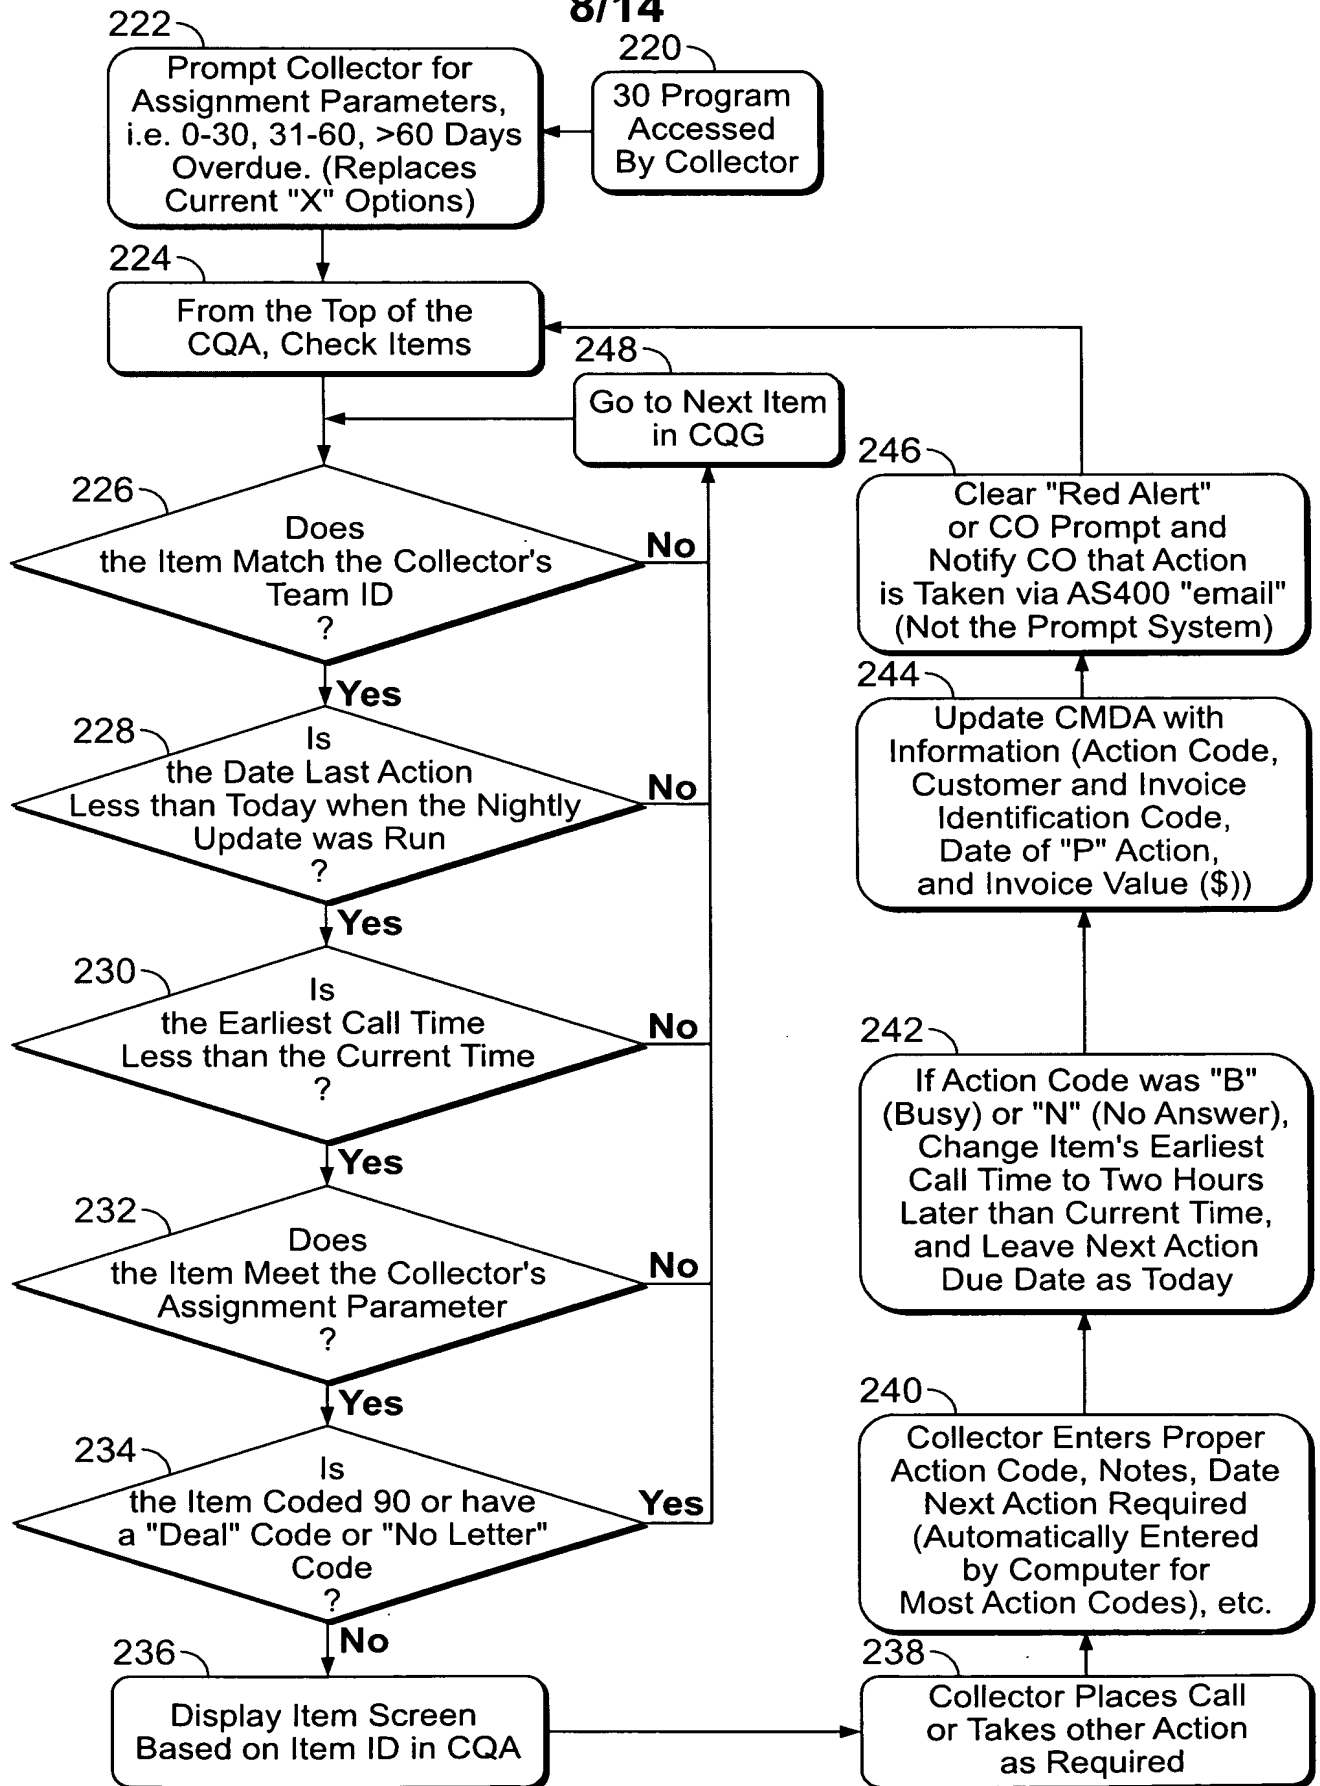 8/14
222
Prompt Collector for
Assignment Parameters,
i.e. 0-30, 31-60, >60 Days
Overdue. (Replaces
Current "X" Options)
220
30 Program
Accessed
By Collector
224
From the Top of the
CQA, Check Items
248
Go to Next Item
in CQG
226
Does
the Item Match the Collector's
Team ID
?
No
Yes
228
Is
the Date Last Action
Less than Today when the Nightly
Update was Run
?
No
Yes
230
Is
the Earliest Call Time
Less than the Current Time
?
No
Yes
232
Does
the Item Meet the Collector's
Assignment Parameter
?
No
Yes
234
Is
the Item Coded 90 or have
a "Deal" Code or "No Letter"
Code
?
Yes
No
236
Display Item Screen
Based on Item ID in CQA
238
Collector Places Call
or Takes other Action
as Required
240
Collector Enters Proper
Action Code, Notes, Date
Next Action Required
(Automatically Entered
by Computer for
Most Action Codes), etc.
242
If Action Code was "B"
(Busy) or "N" (No Answer),
Change Item's Earliest
Call Time to Two Hours
Later than Current Time,
and Leave Next Action
Due Date as Today
244
Update CMDA with
Information (Action Code,
Customer and Invoice
Identification Code,
Date of "P" Action,
and Invoice Value ($))
246
Clear "Red Alert"
or CO Prompt and
Notify CO that Action
is Taken via AS400 "email"
(Not the Prompt System)